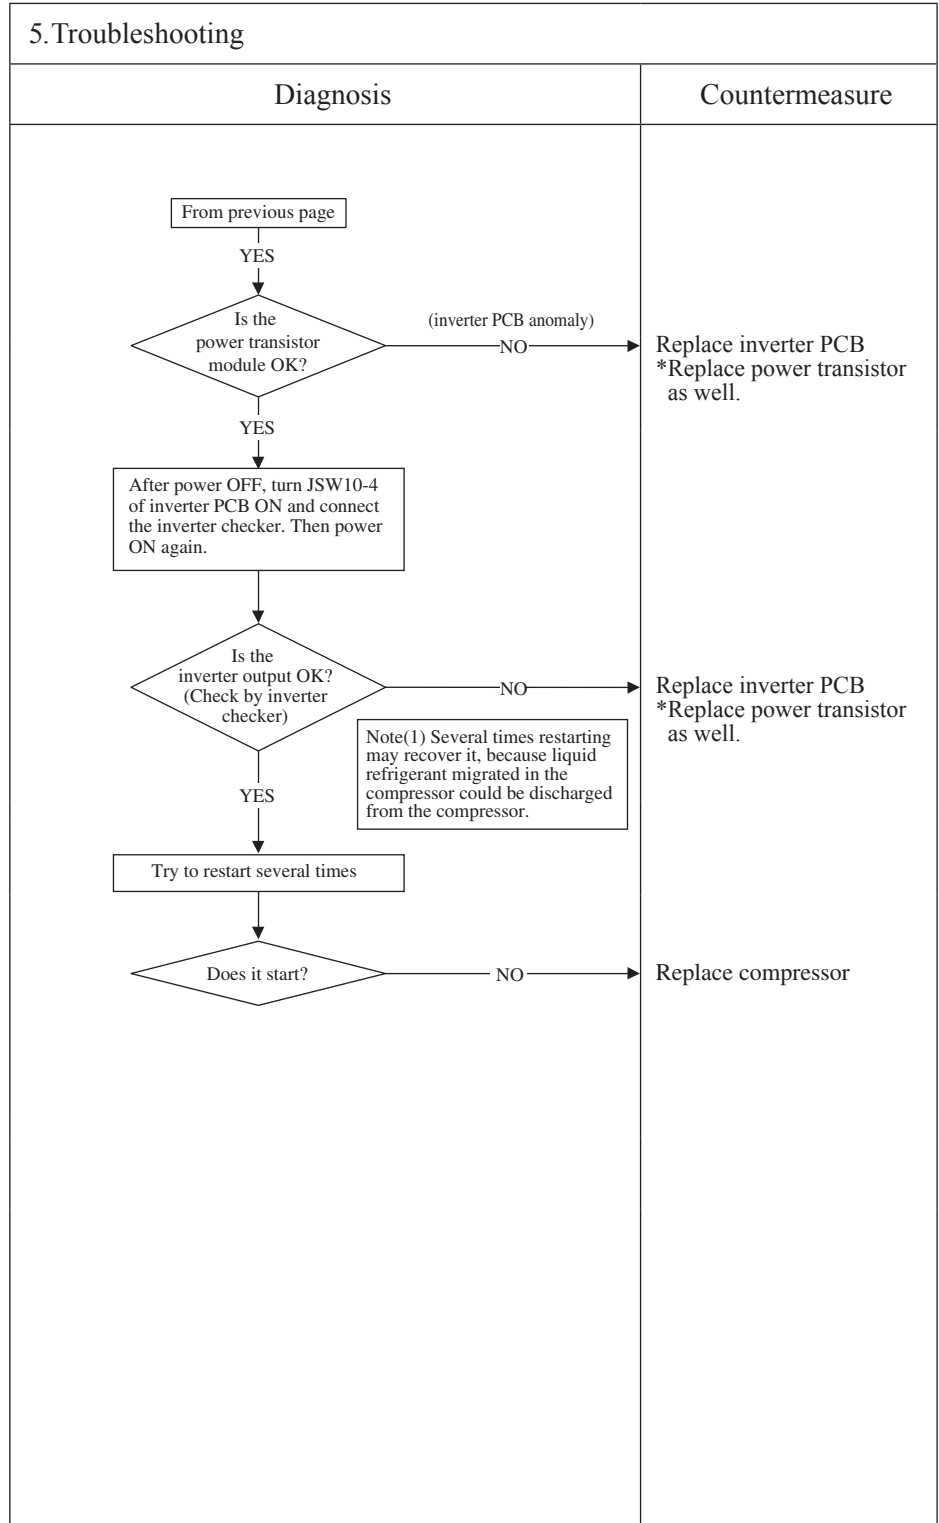 5.Troubleshooting
Diagnosis
Countermeasure
From previous page
YES
Is the
power transistor
module OK?
(inverter PCB anomaly)
NO
Replace inverter PCB
*Replace power transistor
as well.
YES
After power OFF, turn JSW10-4
of inverter PCB ON and connect
the inverter checker. Then power
ON again.
Is the
inverter output OK?
(Check by inverter
checker)
NO
Replace inverter PCB
*Replace power transistor
as well.
Note(1) Several times restarting
may recover it, because liquid
refrigerant migrated in the
compressor could be discharged
from the compressor.
YES
Try to restart several times
Does it start?
NO
Replace compressor